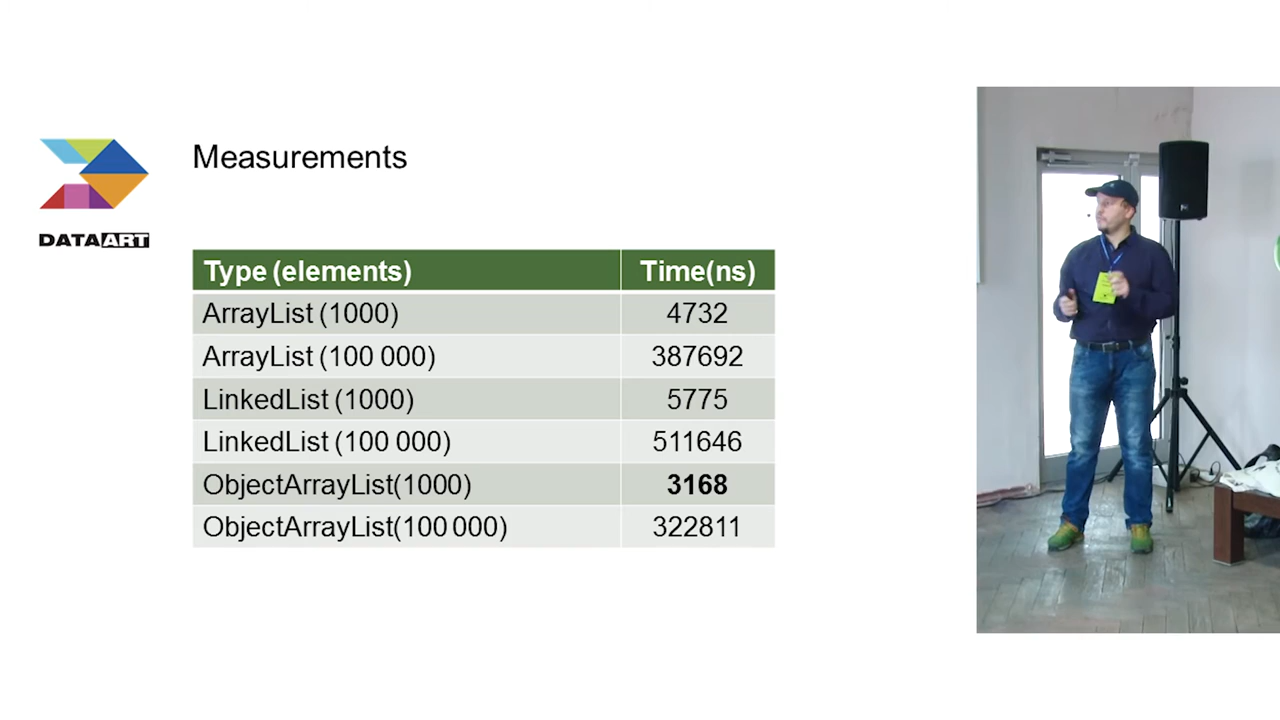 Measurements
DATAART
Type (elements) Time(ns)
ArrayList (1000) 4732
ArrayList (100 000) 387692
LinkedList (1000) 5775
LinkedList (100 000) 511646
ObjectArrayList(1000) 3168
ObjectArrayList(100 000) 322811